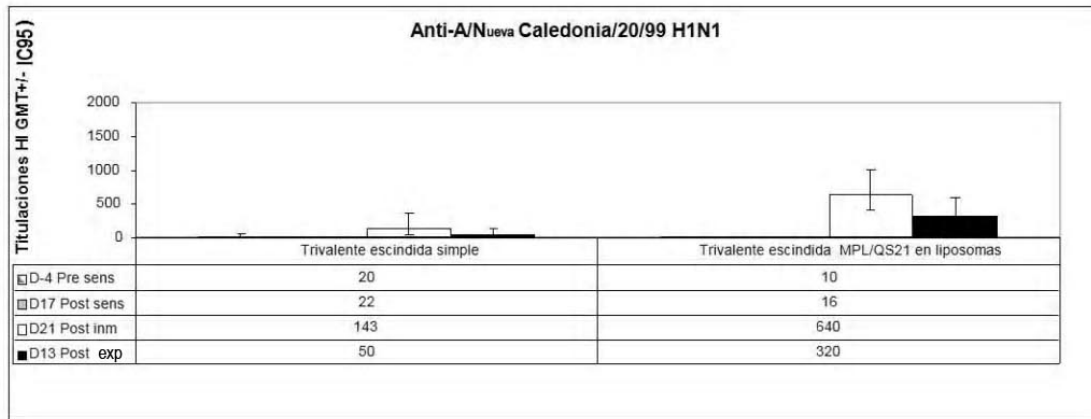 Anti-A/Nueva Caledonia/20/99 H1N1
Titulaciones HI GMT+/- IC95)
2000
1500
1000
500
0
Trivalente escindida simple Trivalente escindida MPL/QS21 en liposomas
D-4 Pre sens 20 10
D17 Post sens 22 16
D21 Post inm 143 640
D13 Post exp 50 320